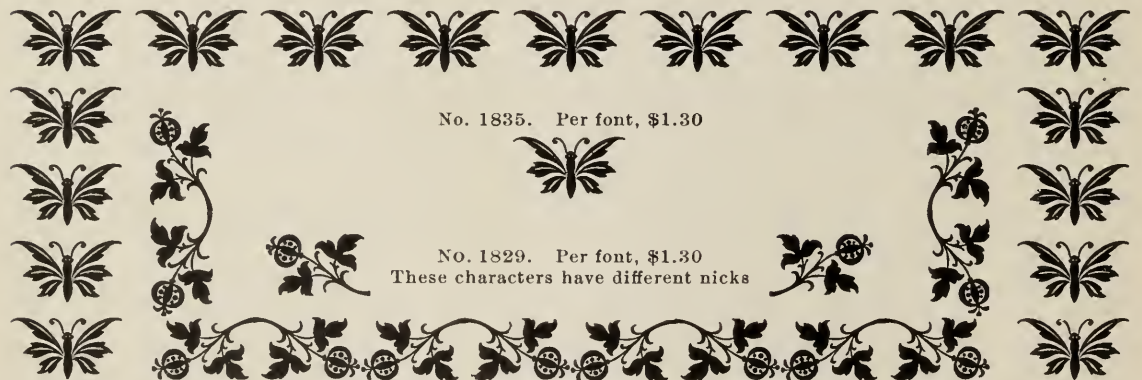 No. 1835. Per font, $1.30
No. 1829. Per font, $1.30
These characters have different nicks